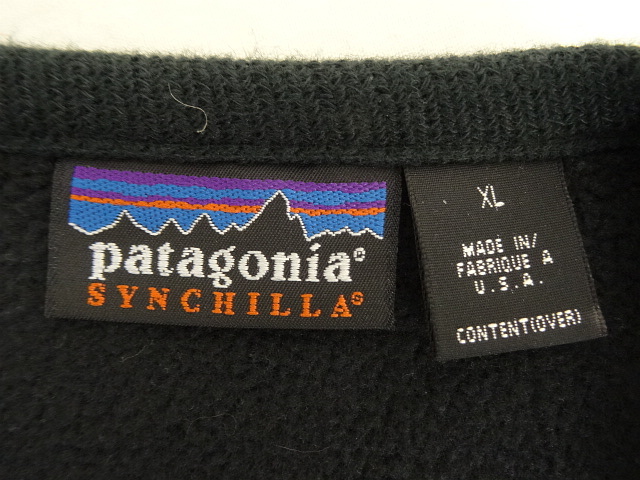 patagonia®
SYNCHILLA®
XL
MADE IN/
FABRIQUE A
U.S.A.
CONTENT(OVER)